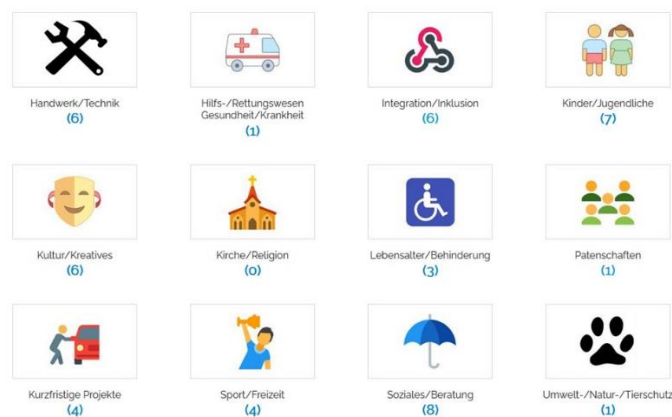 Handwerk/Technik
(6)
Hilfs-/Rettungswesen
Gesundheit/Krankheit
(1)
Integration/Inklusion
(6)
Kinder/Jugendliche
(7)
Kultur/Kreatives
(6)
Kirche/Religion
(0)
Lebensalter/Behinderung
(3)
Patenschaften
(1)
Kurzfristige Projekte
(4)
Sport/Freizeit
(4)
Soziales/Beratung
(8)
Umwelt-/Natur-/Tierschutz
(1)